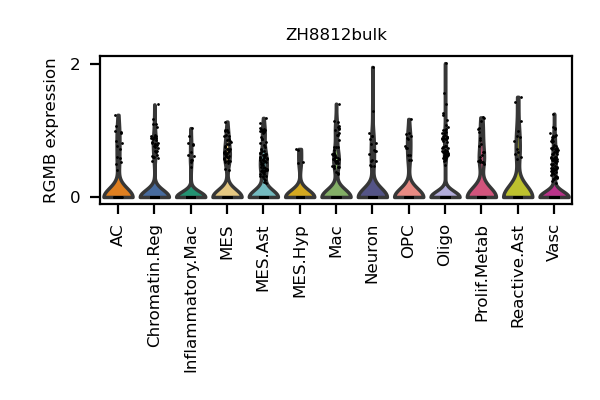 ZH8812bulk
RGMB expression
2
0
AC
Chromatin.Reg
Inflammatory.Mac
MES
MES.Ast
MES.Hyp
Mac
Neuron
OPC
Oligo
Prolif.Metab
Reactive.Ast
Vasc